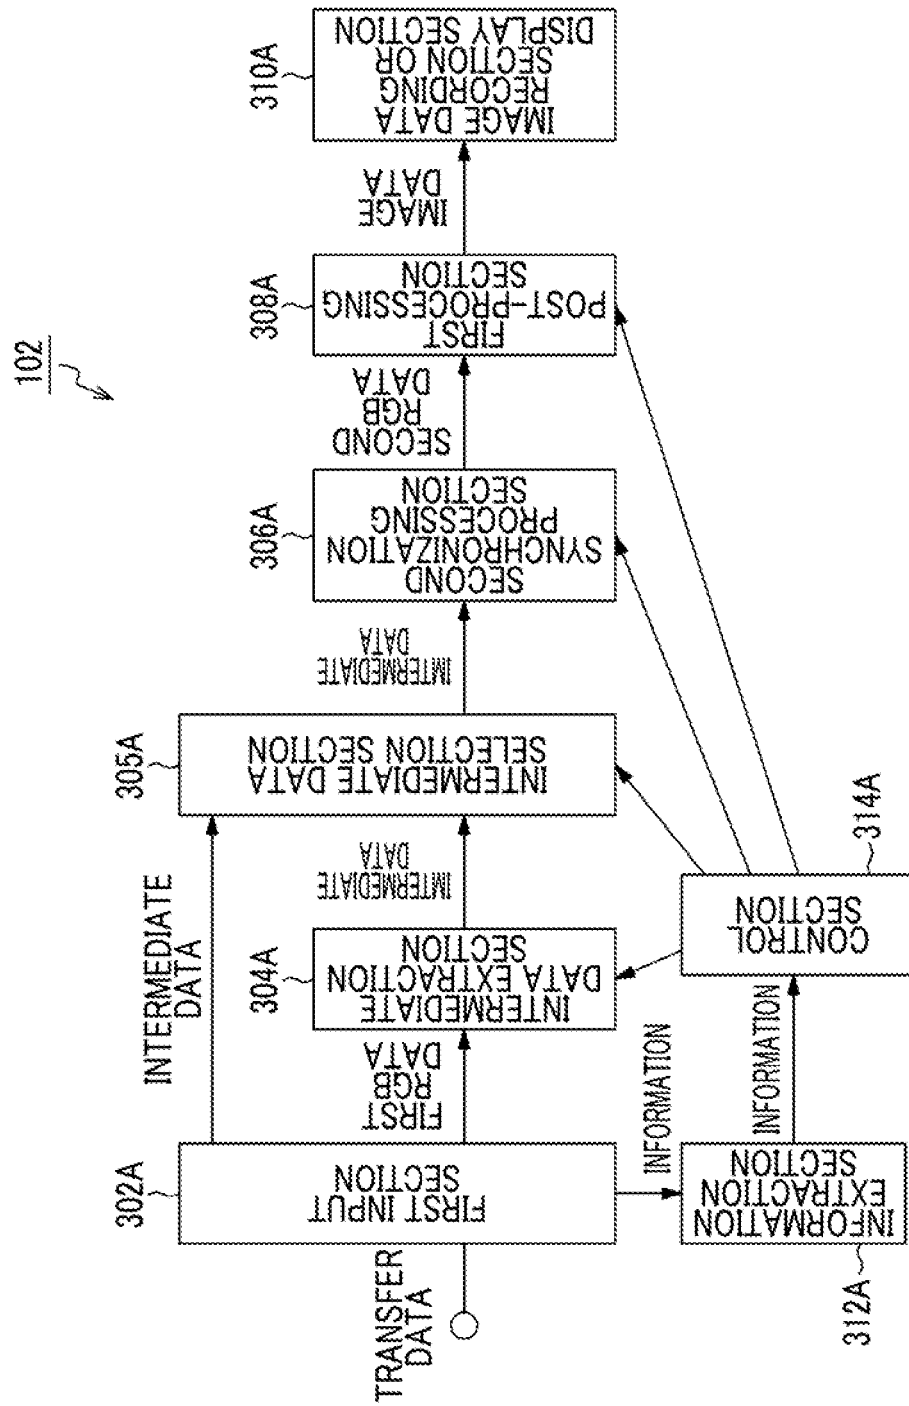 102
TRANSFER
DATA
302A
FIRST INPUT
SECTION
INTERMEDIATE
DATA
FIRST
RGB
DATA
304A
INTERMEDIATE
DATA EXTRACTION
SECTION
IMTERMEDIATE
DATA
305A
INTERMEDIATE DATA
SELECTION SECTION
IMTERMEDIATE
DATA
306A
SECOND
SYNCHRONIZATION
PROCESSING
SECTION
SECOND
RGB
DATA
308A
FIRST
POST-PROCESSING
SECTION
IMAGE
DATA
310A
IMAGE DATA
RECORDING
SECTION OR
DISPLAY SECTION
INFORMATION
312A
INFORMATION
EXTRACTION
SECTION
INFORMATION
314A
CONTROL
SECTION